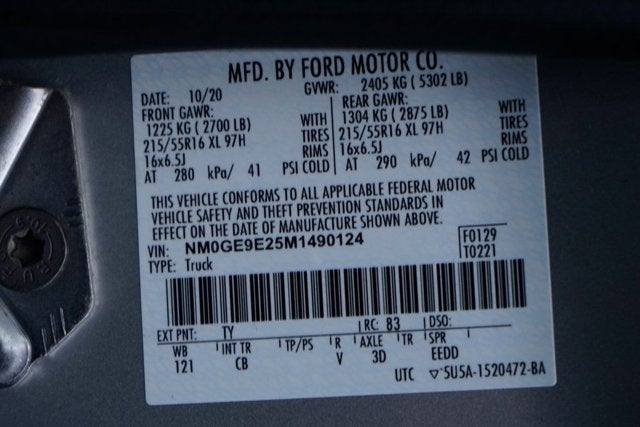 MFD. BY FORD MOTOR CO.
DATE: 10/20 GVWR: 2405 KG ( 5302 LB)
FRONT GAWR: REAR GAWR:
1225 KG ( 2700 LB) WITH 1304 KG ( 2875 LB) WITH
215/55R16 XL 97H TIRES 215/55R16 XL 97H TIRES
16x6.5J RIMS 16x6.5J RIMS
AT 280 kPa/ 41 PSI COLD AT 290 kPa/ 42 PSI COLD
THIS VEHICLE CONFORMS TO ALL APPLICABLE FEDERAL MOTOR
VEHICLE SAFETY AND THEFT PREVENTION STANDARDS IN
EFFECT ON THE DATE OF MANUFACTURE SHOWN ABOVE.
VIN: NM0GE9E25M1490124 F0129
TYPE: Truck T0221
EXT PNT: TY RC: 83 DSO:
WB INT TR TP/PS R AXLE TR SPR
121 CB V 3D EEDD
UTC ▽5U5A-1520472-BA